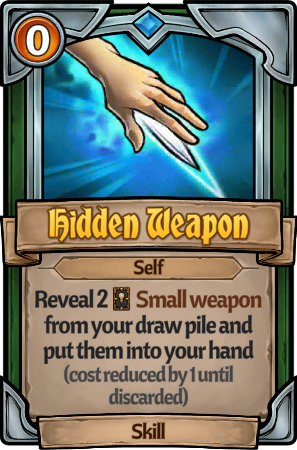 0
Hidden Weapon
Self
Reveal 2 Small weapon
from your draw pile and
put them into your hand
(cost reduced by 1 until
discarded)
Skill